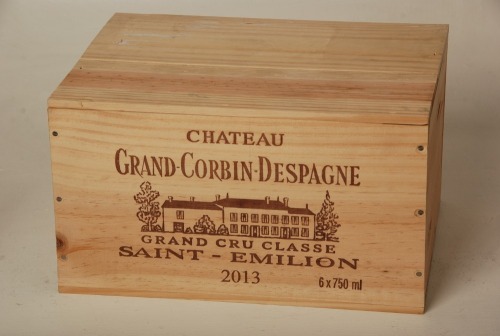 CHATEAU
GRAND-CORBIN-DESPAGNE
GRAND CRU CLASSE
SAINT-EMILION
2013
6 x 750 ml